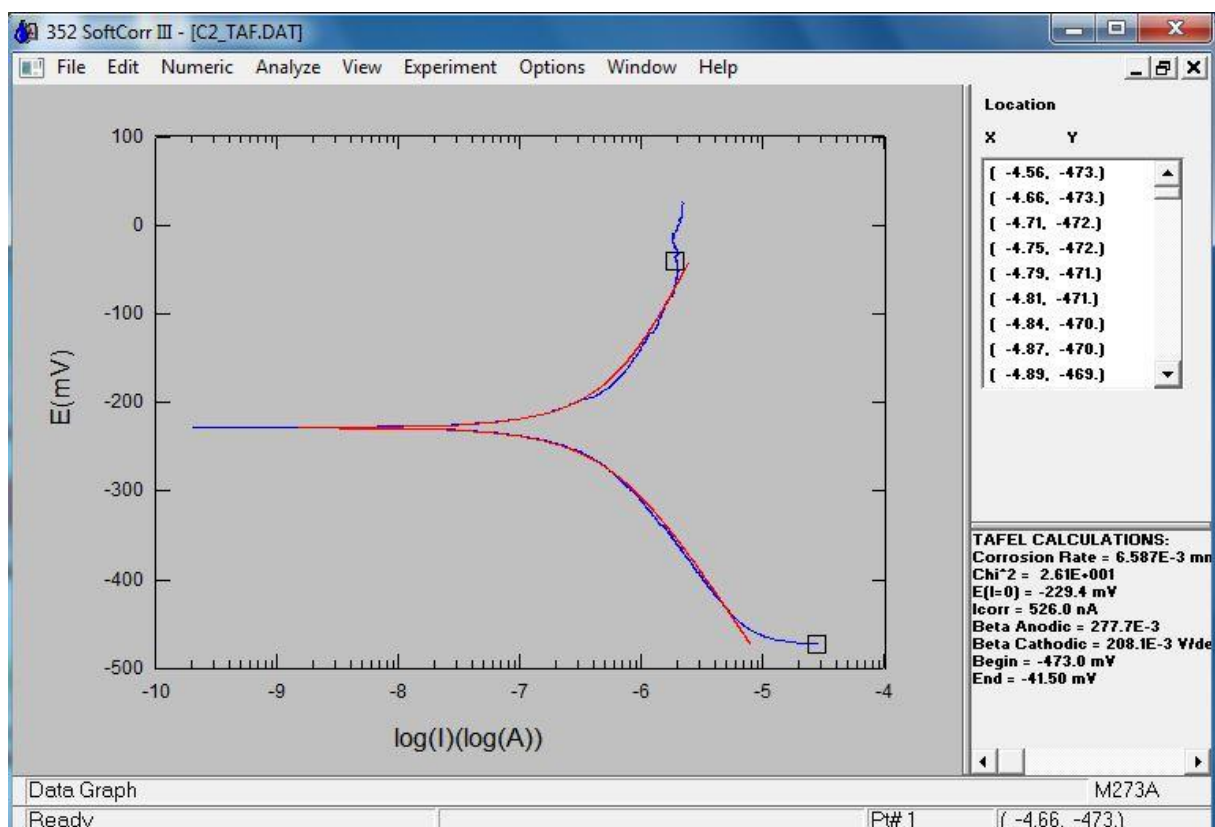 352 SoftCorr III - [C2_TAF.DAT]
File Edit Numeric Analyze View Experiment Options Window Help
Location
X Y
( -4.56, -473.)
( -4.66, -473.)
( -4.71, -472.)
( -4.75, -472.)
( -4.79, -471.)
( -4.81, -471.)
( -4.84, -470.)
( -4.87, -470.)
( -4.89, -469.)
100
0
-100
-200
-300
-400
-500
E(mV)
-10 -9 -8 -7 -6 -5 -4
log(I)(log(A))
TAFEL CALCULATIONS:
Corrosion Rate = 6.587E-3 mm
Chi^2 = 2.61E+001
E(I=0) = -229.4 mV
Icorr = 526.0 nA
Beta Anodic = 277.7E-3
Beta Cathodic = 208.1E-3 V/de
Begin = -473.0 mV
End = -41.50 mV
Data Graph M273A
Ready Pt# 1 ( -4.66, -473.)